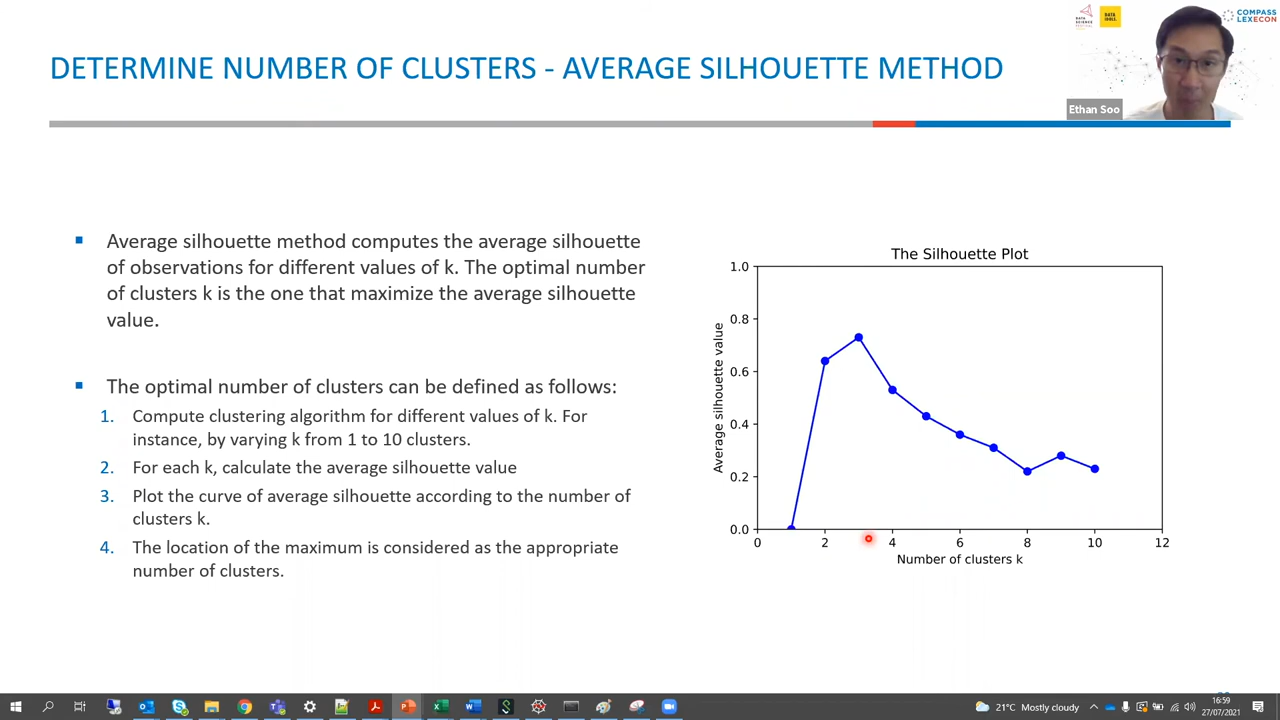 DATA SCIENCE
DATA IDOLS
COMPASS
LEXECON
DETERMINE NUMBER OF CLUSTERS - AVERAGE SILHOUETTE METHOD
Ethan Soo
▪ Average silhouette method computes the average silhouette
of observations for different values of k. The optimal number
of clusters k is the one that maximize the average silhouette
value.
▪ The optimal number of clusters can be defined as follows:
1. Compute clustering algorithm for different values of k. For
instance, by varying k from 1 to 10 clusters.
2. For each k, calculate the average silhouette value
3. Plot the curve of average silhouette according to the number of
clusters k.
4. The location of the maximum is considered as the appropriate
number of clusters.
The Silhouette Plot
Average silhouette value
1.0
0.8
0.6
0.4
0.2
0.0
0 2 4 6 8 10 12
Number of clusters k
21°C Mostly cloudy
16:59
27/07/2021